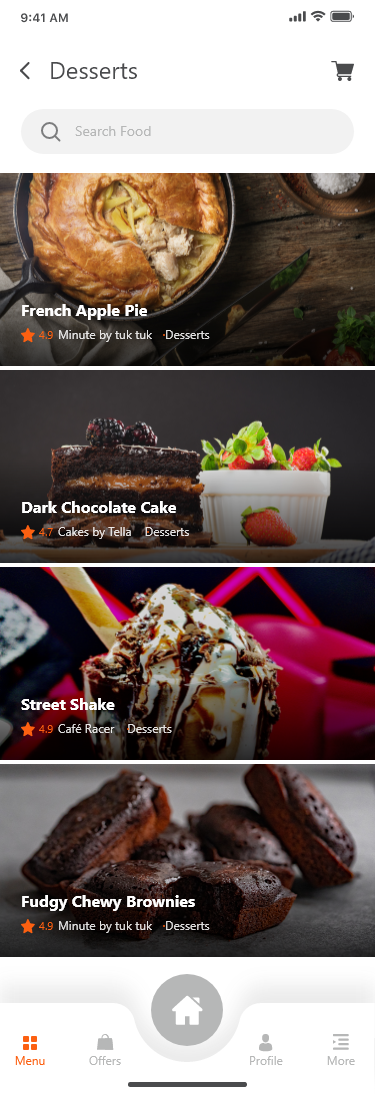 9:41 AM
Desserts
Search Food
French Apple Pie
4.9 Minute by tuk tuk ·Desserts
Dark Chocolate Cake
4.7 Cakes by Tella Desserts
Street Shake
4.9 Café Racer Desserts
Fudgy Chewy Brownies
4.9 Minute by tuk tuk ·Desserts
Menu Offers Profile More